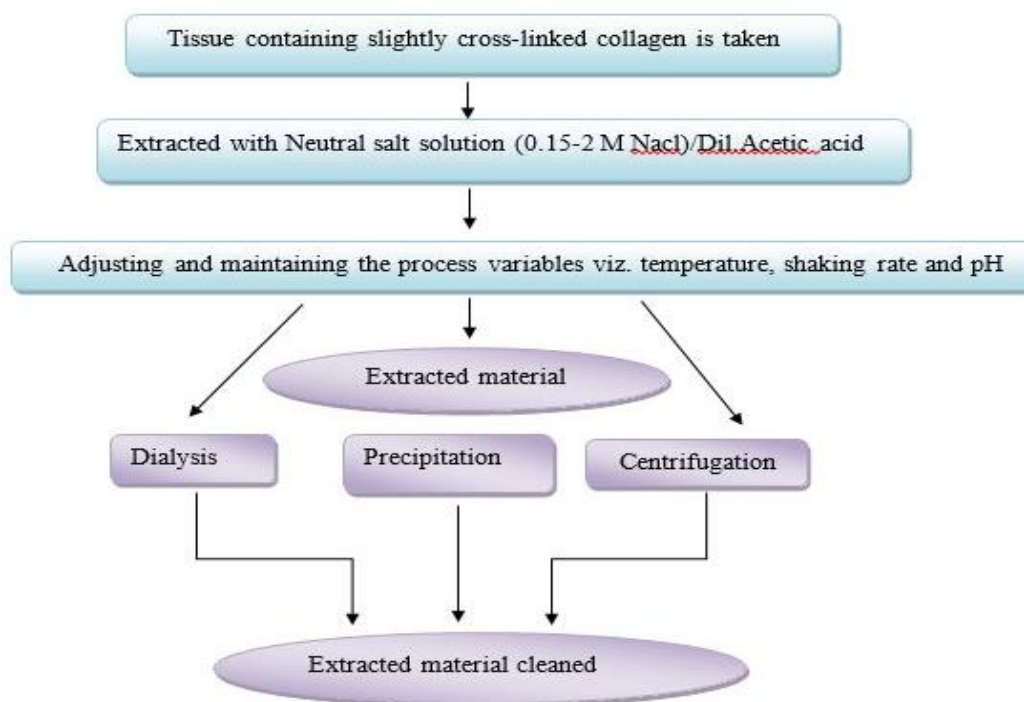 Tissue containing slightly cross-linked collagen is taken
Extracted with Neutral salt solution (0.15-2 M Nacl)/Dil.Acetic acid
Adjusting and maintaining the process variables viz. temperature, shaking rate and pH
Extracted material
Dialysis
Precipitation
Centrifugation
Extracted material cleaned